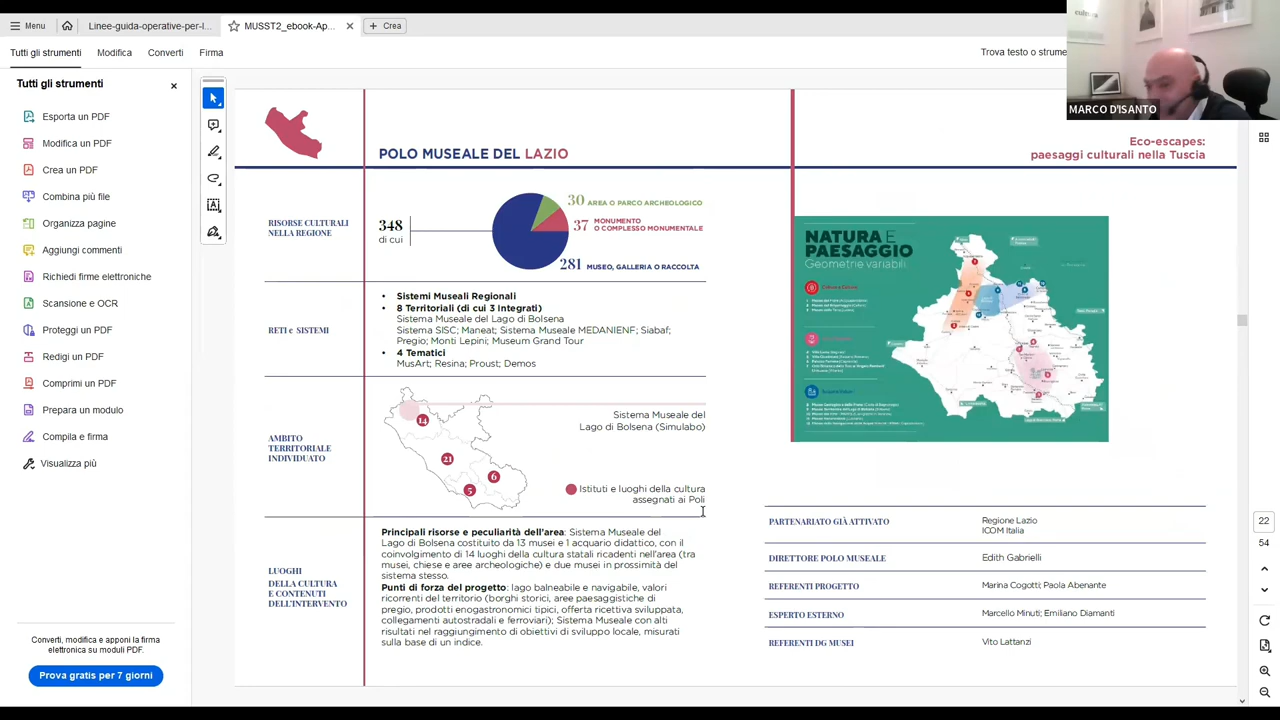 Menu
Linee-guida-operative-per-l...
MUSST2_ebook-Ap...
Crea
Tutti gli strumenti
Modifica
Converti
Firma
Trova testo o strume
Tutti gli strumenti
Esporta un PDF
Modifica un PDF
Crea un PDF
Combina più file
Organizza pagine
Aggiungi commenti
Richiedi firme elettroniche
Scansione e OCR
Proteggi un PDF
Redigi un PDF
Comprimi un PDF
Prepara un modulo
Compila e firma
Visualizza più
Converti, modifica e apponi la firma
elettronica su moduli PDF.
Prova gratis per 7 giorni
MARCO D'ISANTO
POLO MUSEALE DEL LAZIO
Eco-escapes:
paesaggi culturali nella Tuscia
RISORSE CULTURALI
NELLA REGIONE
348
di cui
30 AREA O PARCO ARCHEOLOGICO
37 MONUMENTO
O COMPLESSO MONUMENTALE
281 MUSEO, GALLERIA O RACCOLTA
RETI e SISTEMI
• Sistemi Museali Regionali
• 8 Territoriali (di cui 3 Integrati)
Sistema Museale del Lago di Bolsena
Sistema SISC; Maneat; Sistema Museale MEDANIENF; Siabaf;
Pregio; Monti Lepini; Museum Grand Tour
• 4 Tematici
MusArt; Resina; Proust; Demos
AMBITO
TERRITORIALE
INDIVIDUATO
14
21
6
5
Sistema Museale del
Lago di Bolsena (Simulabo)
Istituti e luoghi della cultura
assegnati ai Poli
LUOGHI
DELLA CULTURA
E CONTENUTI
DELL'INTERVENTO
Principali risorse e peculiarità dell'area: Sistema Museale del
Lago di Bolsena costituito da 13 musei e 1 acquario didattico, con il
coinvolgimento di 14 luoghi della cultura statali ricadenti nell'area (tra
musei, chiese e aree archeologiche) e due musei in prossimità del
sistema stesso.
Punti di forza del progetto: lago balneabile e navigabile, valori
ricorrenti del territorio (borghi storici, aree paesaggistiche di
pregio, prodotti enogastronomici tipici, offerta ricettiva sviluppata,
collegamenti autostradali e ferroviari); Sistema Museale con alti
risultati nel raggiungimento di obiettivi di sviluppo locale, misurati
sulla base di un indice.
NATURA E
PAESAGGIO
Geometrie variabili.
PARTENARIATO GIÀ ATTIVATO
Regione Lazio
ICOM Italia
DIRETTORE POLO MUSEALE
Edith Gabrielli
REFERENTI PROGETTO
Marina Cogotti; Paola Abenante
ESPERTO ESTERNO
Marcello Minuti; Emiliano Diamanti
REFERENTI DG MUSEI
Vito Lattanzi
22
54